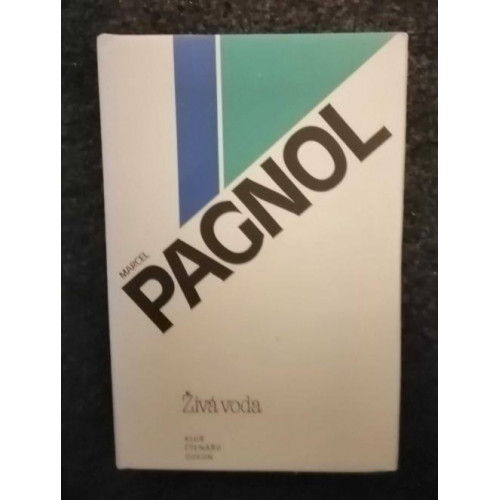 MARCEL
PAGNOL
Živá voda
KLUB
ČTENÁŘŮ
ODEON